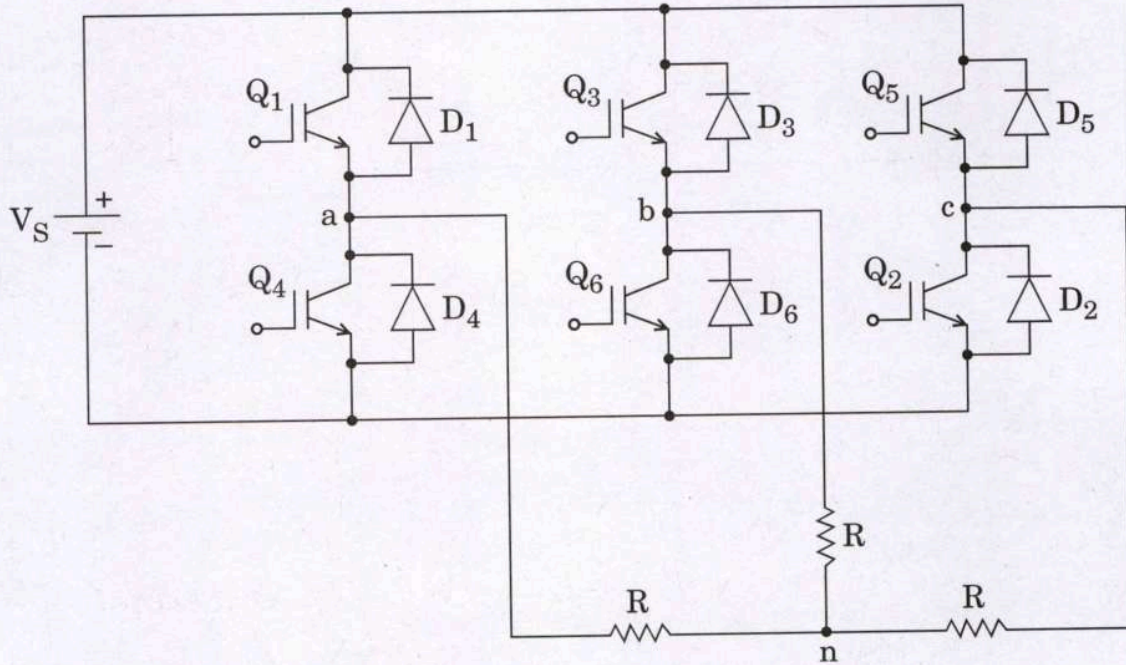 Q1 D1 Q3 D3 Q5 D5
VS + −
a b c
Q4 D4 Q6 D6 Q2 D2
R
R R
n